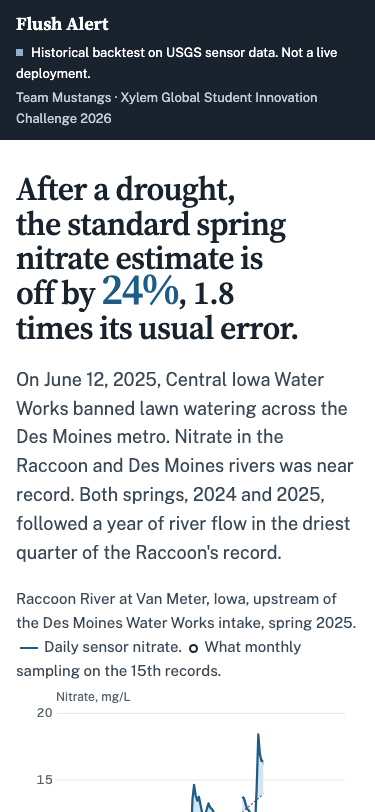 Flush Alert
Historical backtest on USGS sensor data. Not a live
deployment.
Team Mustangs · Xylem Global Student Innovation
Challenge 2026
After a drought,
the standard spring
nitrate estimate is
off by 24%, 1.8
times its usual error.
On June 12, 2025, Central Iowa Water
Works banned lawn watering across the
Des Moines metro. Nitrate in the
Raccoon and Des Moines rivers was near
record. Both springs, 2024 and 2025,
followed a year of river flow in the driest
quarter of the Raccoon's record.
Raccoon River at Van Meter, Iowa, upstream of
the Des Moines Water Works intake, spring 2025.
Daily sensor nitrate. What monthly
sampling on the 15th records.
Nitrate, mg/L
20
15